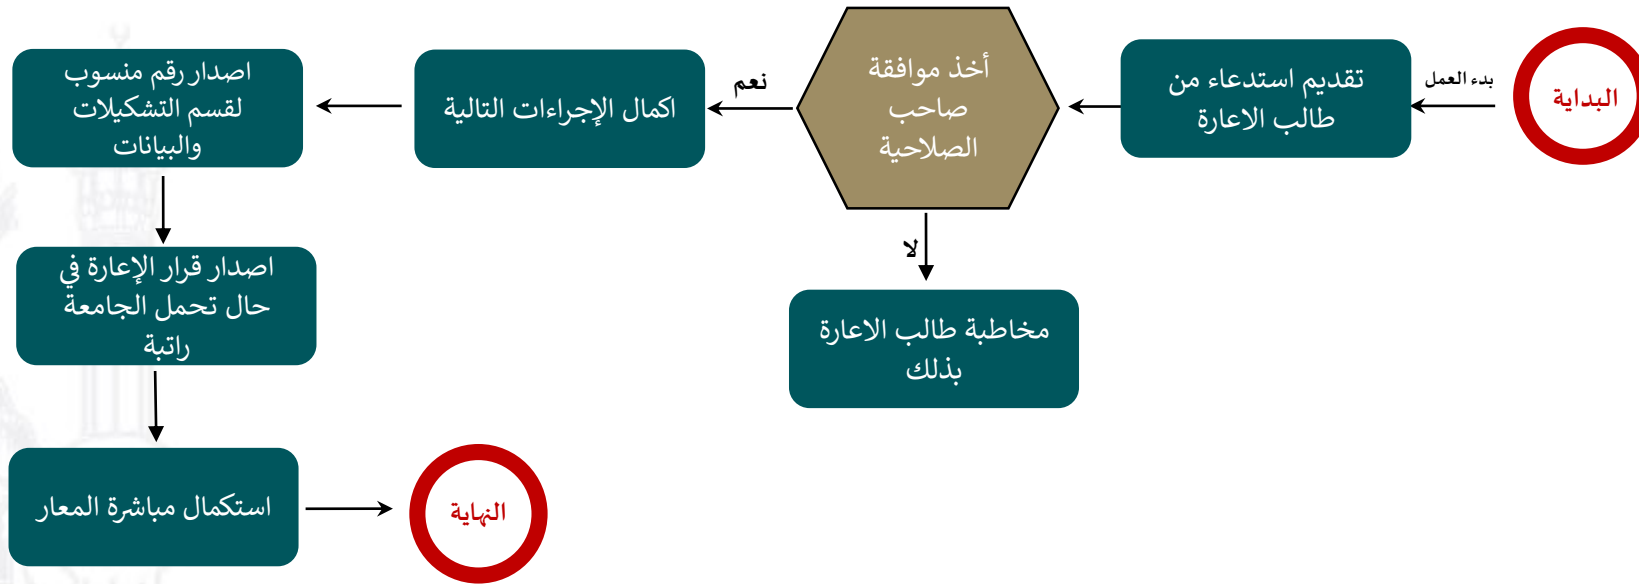 البداية
بدء العمل
تقديم استدعاء من
طالب الاعارة
أخذ موافقة
صاحب
الصلاحية
نعم
اكمال الإجراءات التالية
اصدار رقم منسوب
لقسم التشكيلات
والبيانات
لا
مخاطبة طالب الاعارة
بذلك
اصدار قرار الإعارة في
حال تحمل الجامعة
راتبة
استكمال مباشرة المعار
النهاية